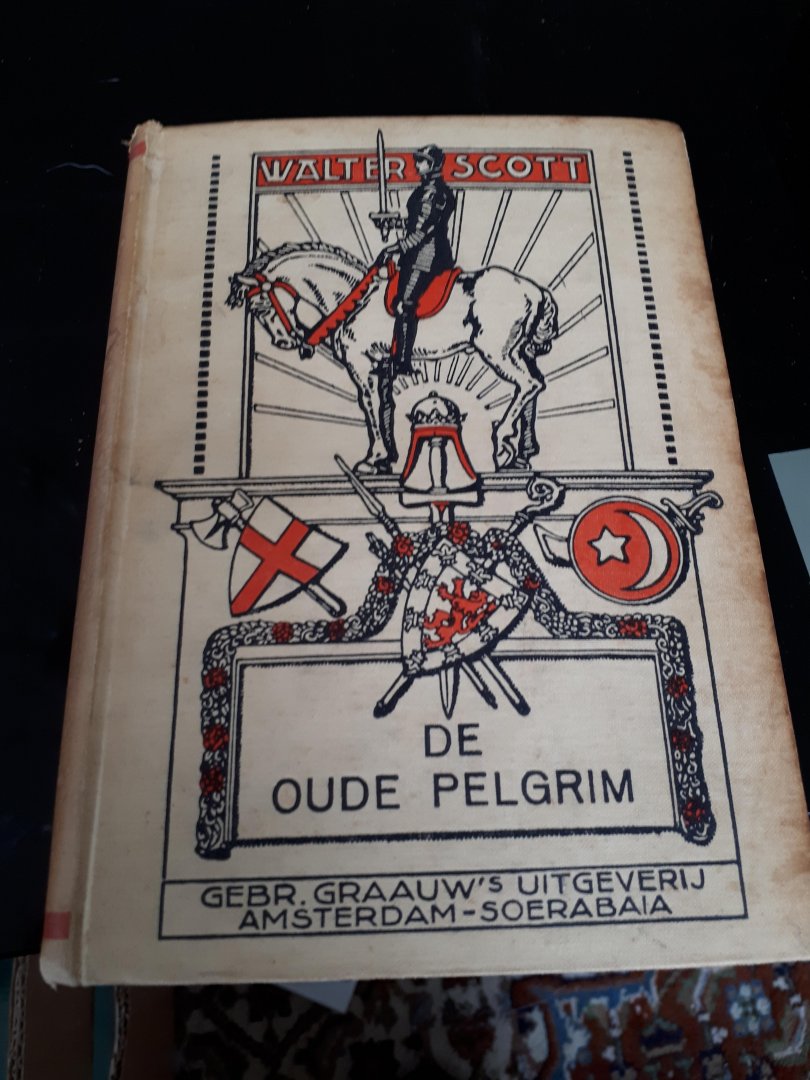 WALTER SCOTT
DE
OUDE PELGRIM
GEBR. GRAAUW'S UITGEVERIJ
AMSTERDAM-SOERABAIA